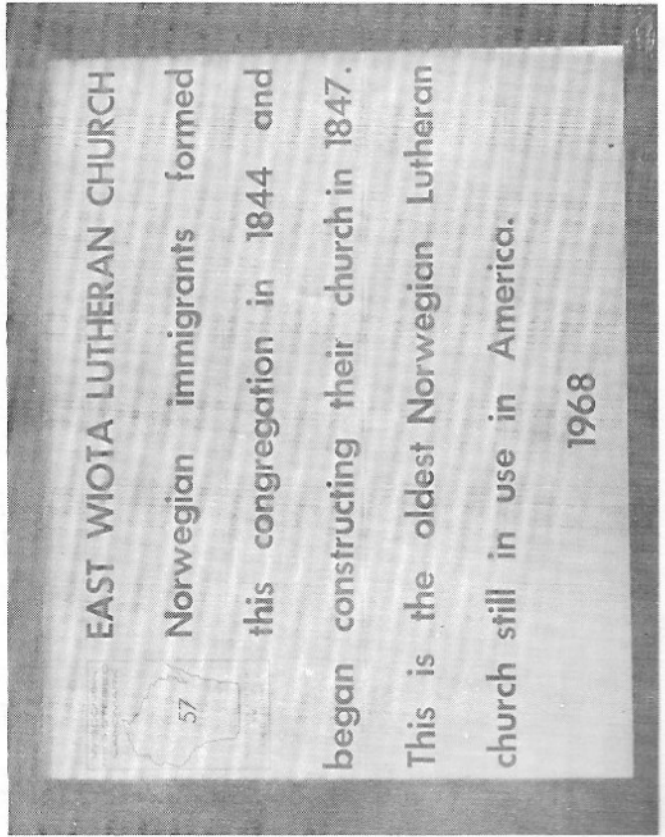 EAST WIOTA LUTHERAN CHURCH
Norwegian immigrants formed
this congregation in 1844 and
57
began constructing their church in 1847.
This is the oldest Norwegian Lutheran
church still in use in America.
1968